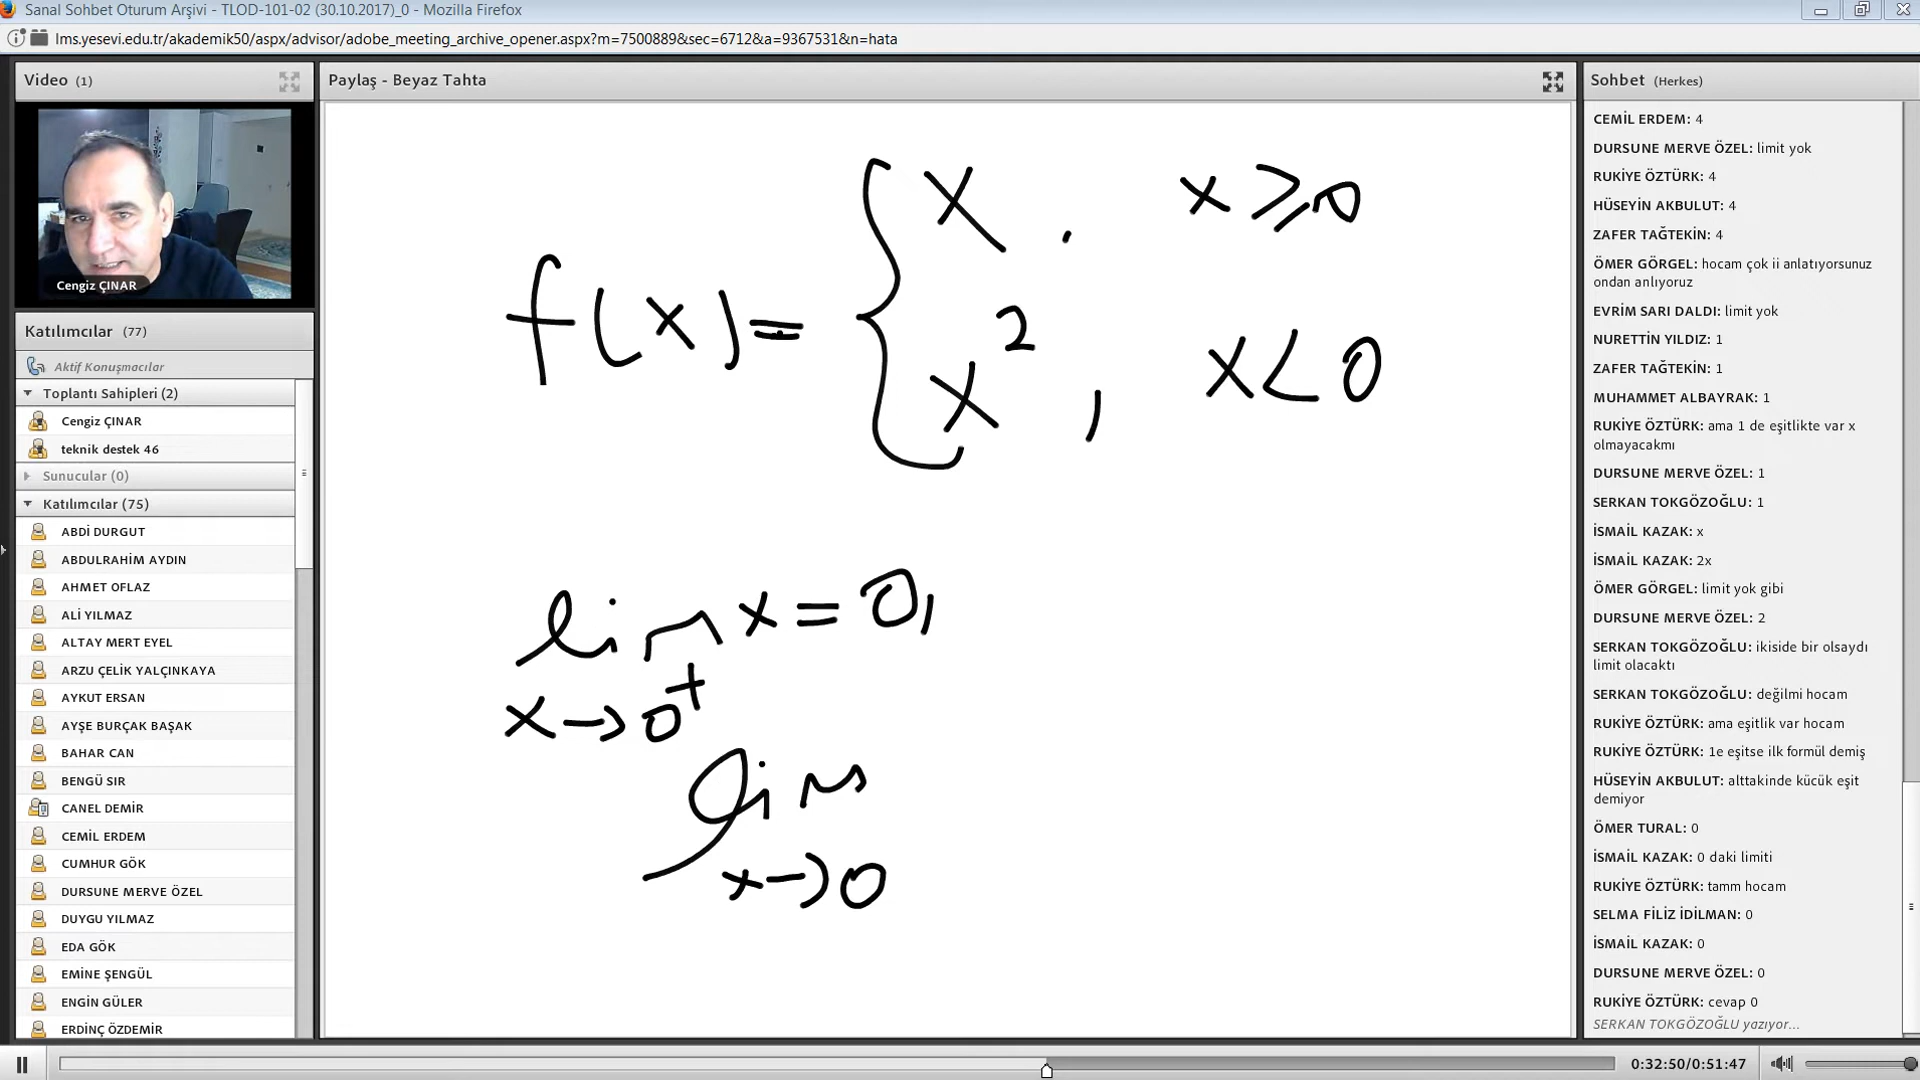 Sanal Sohbet Oturum Arşivi - TLOD-101-02 (30.10.2017)_0 - Mozilla Firefox
lms.yesevi.edu.tr/akademik50/aspx/advisor/adobe_meeting_archive_opener.aspx?m=7500889&sec=6712&a=9367531&n=hata
Video (1)
Cengiz ÇINAR
Katılımcılar (77)
Aktif Konuşmacılar
Toplantı Sahipleri (2)
Cengiz ÇINAR
teknik destek 46
Sunucular (0)
Katılımcılar (75)
ABDİ DURGUT
ABDULRAHİM AYDIN
AHMET OFLAZ
ALİ YILMAZ
ALTAY MERT EYEL
ARZU ÇELİK YALÇINKAYA
AYKUT ERSAN
AYŞE BURÇAK BAŞAK
BAHAR CAN
BENGÜ SIR
CANEL DEMİR
CEMİL ERDEM
CUMHUR GÖK
DURSUNE MERVE ÖZEL
DUYGU YILMAZ
EDA GÖK
EMİNE ŞENGÜL
ENGİN GÜLER
ERDİNÇ ÖZDEMİR
Paylaş - Beyaz Tahta
x . x ≥ 0
f(x) =
x² , x < 0
lim x = 0,
x → 0⁺
lim
x → 0
Sohbet (Herkes)
CEMİL ERDEM: 4
DURSUNE MERVE ÖZEL: limit yok
RUKİYE ÖZTÜRK: 4
HÜSEYİN AKBULUT: 4
ZAFER TAĞTEKİN: 4
ÖMER GÖRGEL: hocam çok ii anlatıyorsunuz
ondan anlıyoruz
EVRİM SARI DALDI: limit yok
NURETTİN YILDIZ: 1
ZAFER TAĞTEKİN: 1
MUHAMMET ALBAYRAK: 1
RUKİYE ÖZTÜRK: ama 1 de eşitlikte var x
olmayacakmı
DURSUNE MERVE ÖZEL: 1
SERKAN TOKGÖZOĞLU: 1
İSMAİL KAZAK: x
İSMAİL KAZAK: 2x
ÖMER GÖRGEL: limit yok gibi
DURSUNE MERVE ÖZEL: 2
SERKAN TOKGÖZOĞLU: ikiside bir olsaydı
limit olacaktı
SERKAN TOKGÖZOĞLU: değilmi hocam
RUKİYE ÖZTÜRK: ama eşitlik var hocam
RUKİYE ÖZTÜRK: 1e eşitse ilk formül demiş
HÜSEYİN AKBULUT: alttakinde kücük eşit
demiyor
ÖMER TURAL: 0
İSMAİL KAZAK: 0 daki limiti
RUKİYE ÖZTÜRK: tamm hocam
SELMA FİLİZ İDİLMAN: 0
İSMAİL KAZAK: 0
DURSUNE MERVE ÖZEL: 0
RUKİYE ÖZTÜRK: cevap 0
SERKAN TOKGÖZOĞLU yazıyor...
0:32:50/0:51:47